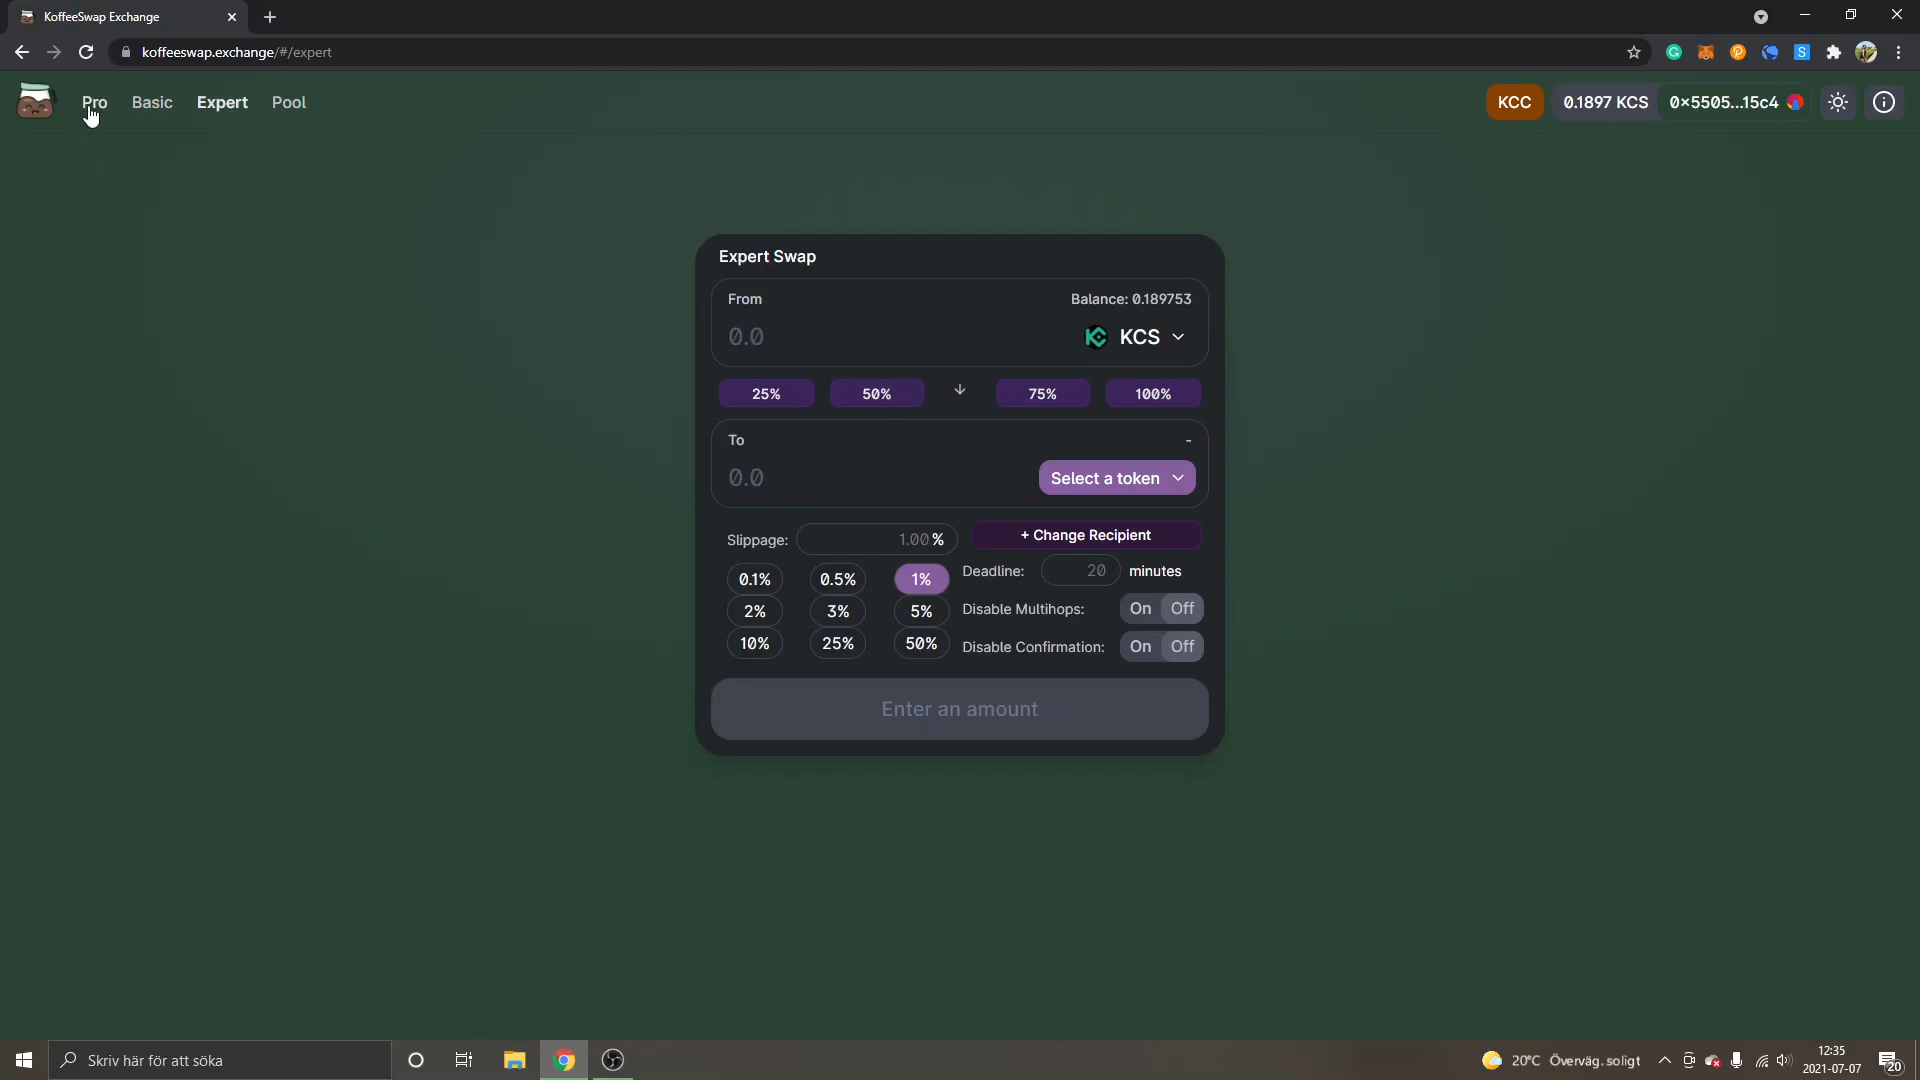 KoffeeSwap Exchange
koffeeswap.exchange/#/expert
Pro Basic Expert Pool
KCC 0.1897 KCS 0x5505...15c4
Expert Swap
From Balance: 0.189753
0.0 KCS
25% 50% 75% 100%
To -
0.0 Select a token
Slippage: 1.00% + Change Recipient
0.1% 0.5% 1% Deadline: 20 minutes
2% 3% 5% Disable Multihops: On Off
10% 25% 50% Disable Confirmation: On Off
Enter an amount
Skriv här för att söka
20°C Överväg. soligt
12:35
2021-07-07
20